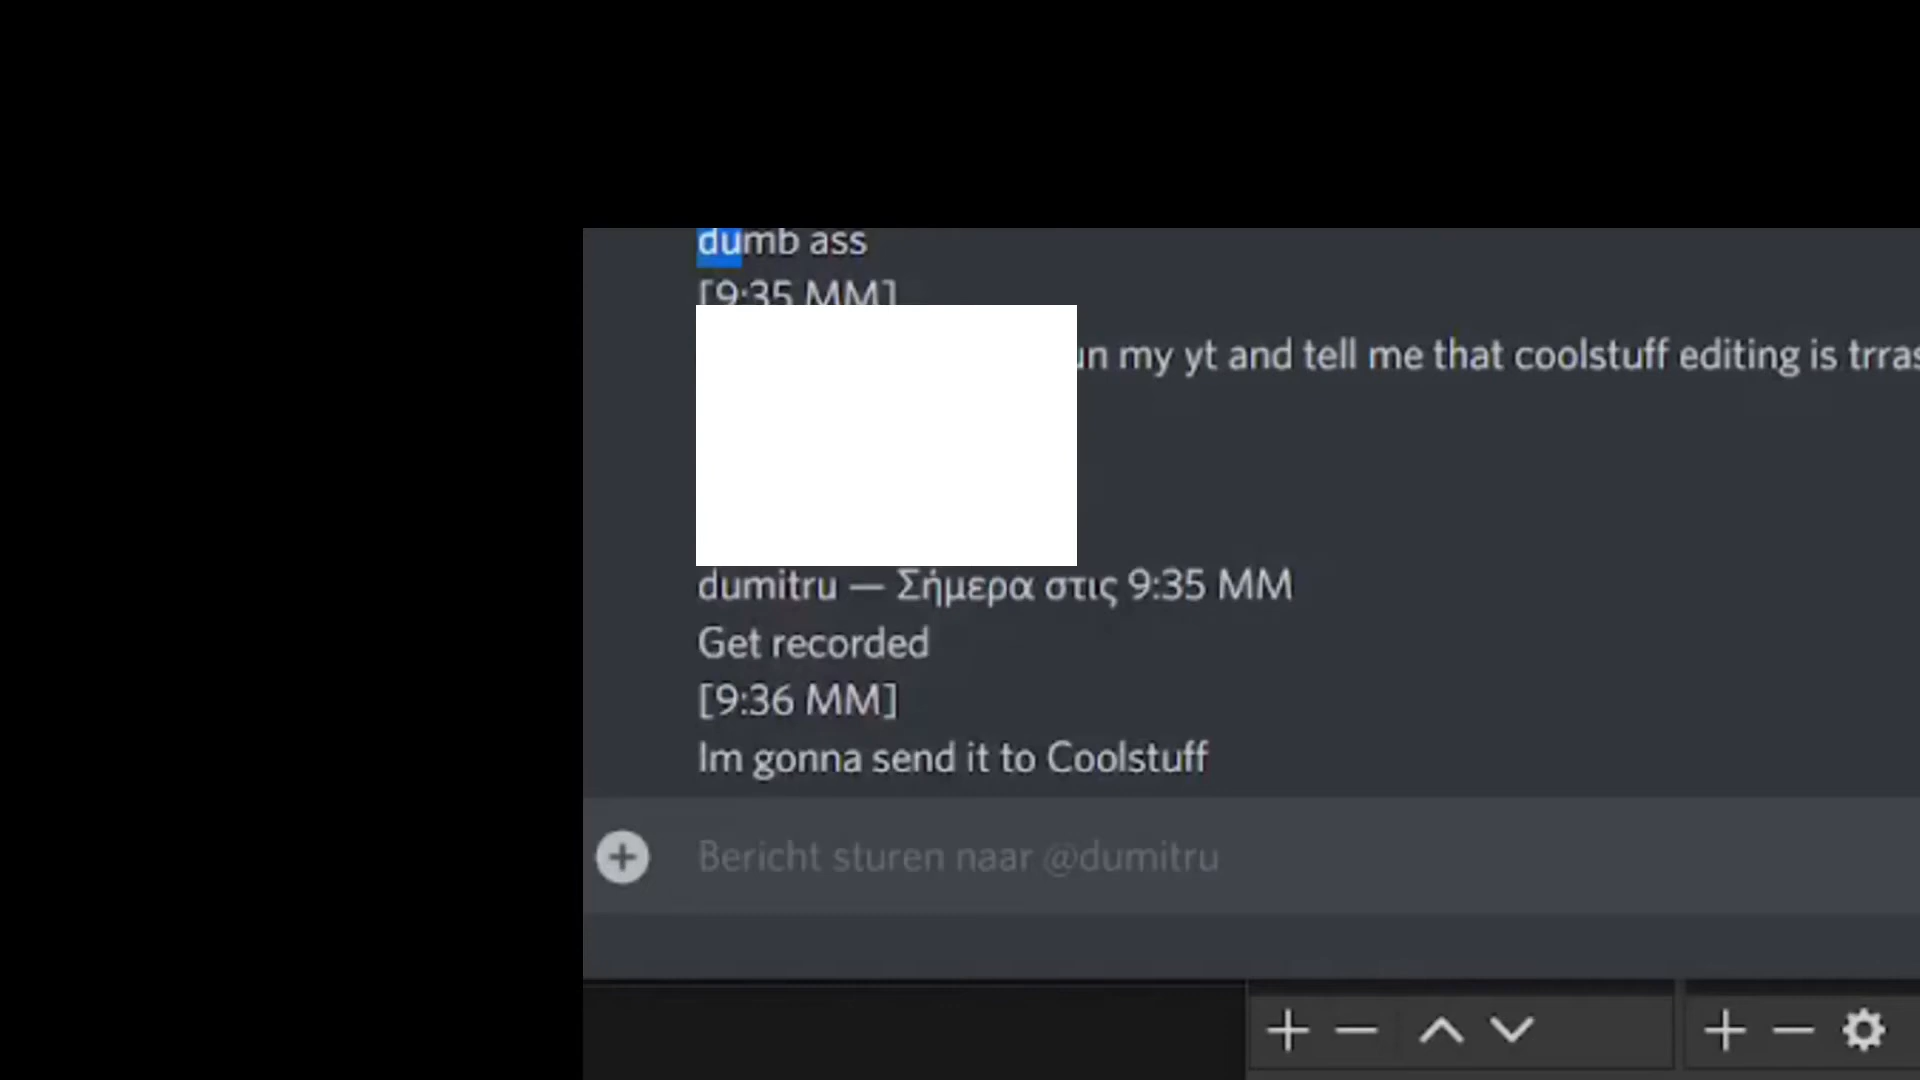 dumb ass
[9:35 MM]
my yt and tell me that coolstuff editing is
dumitru — Σήμερα στις 9:35 MM
Get recorded
[9:36 MM]
Im gonna send it to Coolstuff
Bericht sturen naar @dumitru